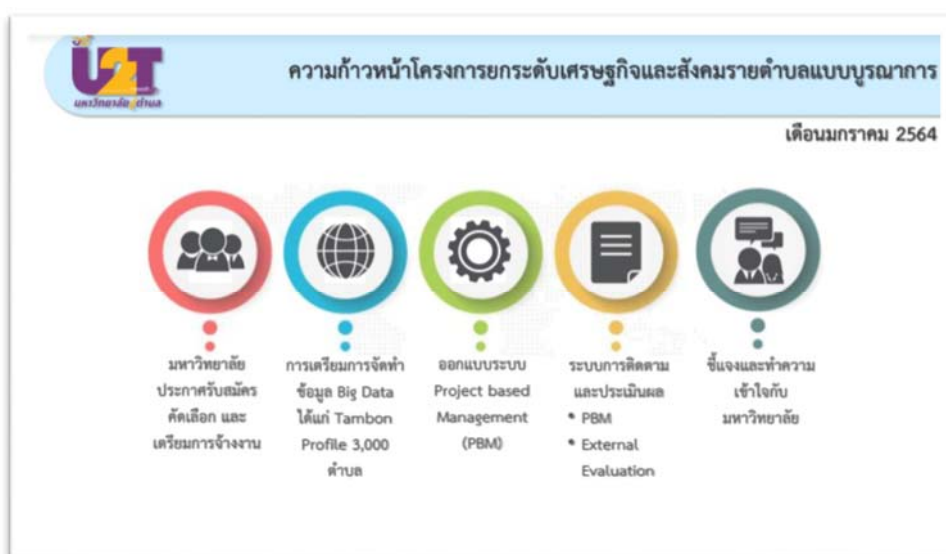 U2T
มหาวิทยาลัยสู่ตำบล
ความก้าวหน้าโครงการยกระดับเศรษฐกิจและสังคมรายตำบลแบบบูรณาการ
เดือนมกราคม 2564
มหาวิทยาลัย
ประกาศรับสมัคร
คัดเลือก และ
เตรียมการจ้างงาน
การเตรียมการจัดทำ
ข้อมูล Big Data
ได้แก่ Tambon
Profile 3,000
ตำบล
ออกแบบระบบ
Project based
Management
(PBM)
ระบบการติดตาม
และประเมินผล
• PBM
• External
Evaluation
ชี้แจงและทำความ
เข้าใจกับ
มหาวิทยาลัย